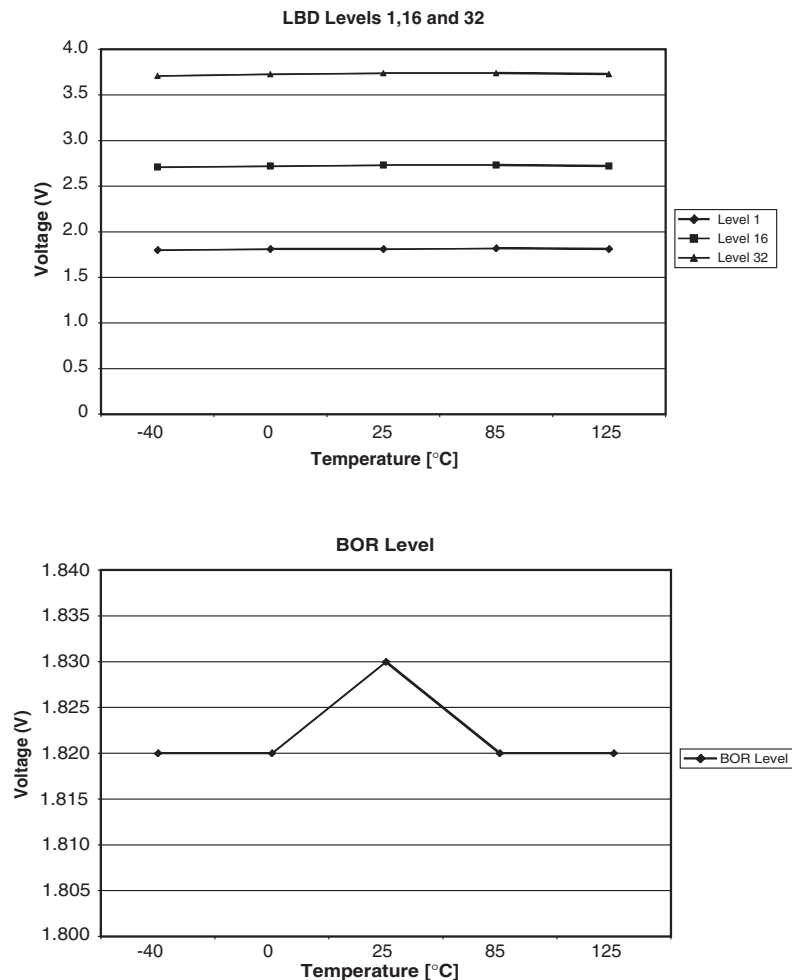 LBD Levels 1,16 and 32
4.0
3.5
3.0
2.5
2.0
1.5
1.0
0.5
0
Voltage (V)
-40 0 25 85 125
Temperature [°C]
Level 1
Level 16
Level 32
BOR Level
1.840
1.835
1.830
1.825
1.820
1.815
1.810
1.805
1.800
Voltage (V)
-40 0 25 85 125
Temperature [°C]
BOR Level